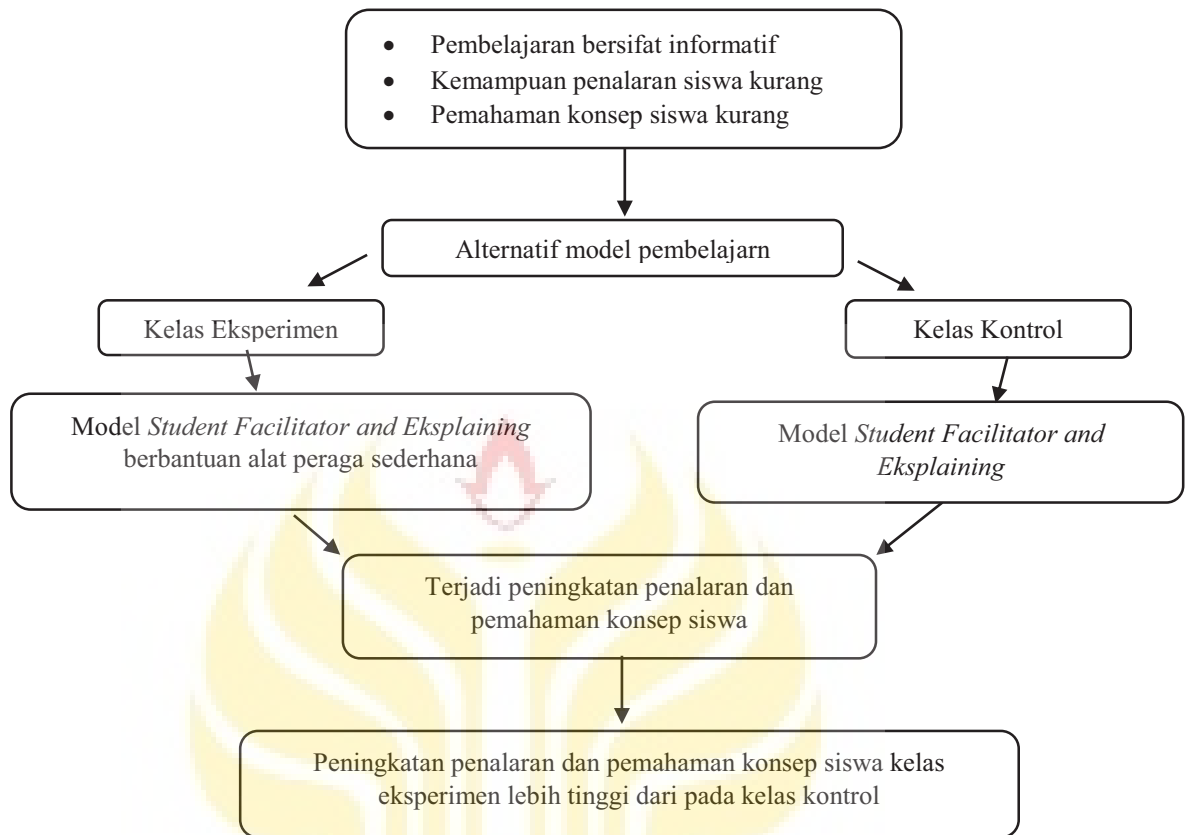 • Pembelajaran bersifat informatif
• Kemampuan penalaran siswa kurang
• Pemahaman konsep siswa kurang
Alternatif model pembelajarn
Kelas Eksperimen
Kelas Kontrol
Model Student Facilitator and Eksplaining
berbantuan alat peraga sederhana
Model Student Facilitator and
Eksplaining
Terjadi peningkatan penalaran dan
pemahaman konsep siswa
Peningkatan penalaran dan pemahaman konsep siswa kelas
eksperimen lebih tinggi dari pada kelas kontrol